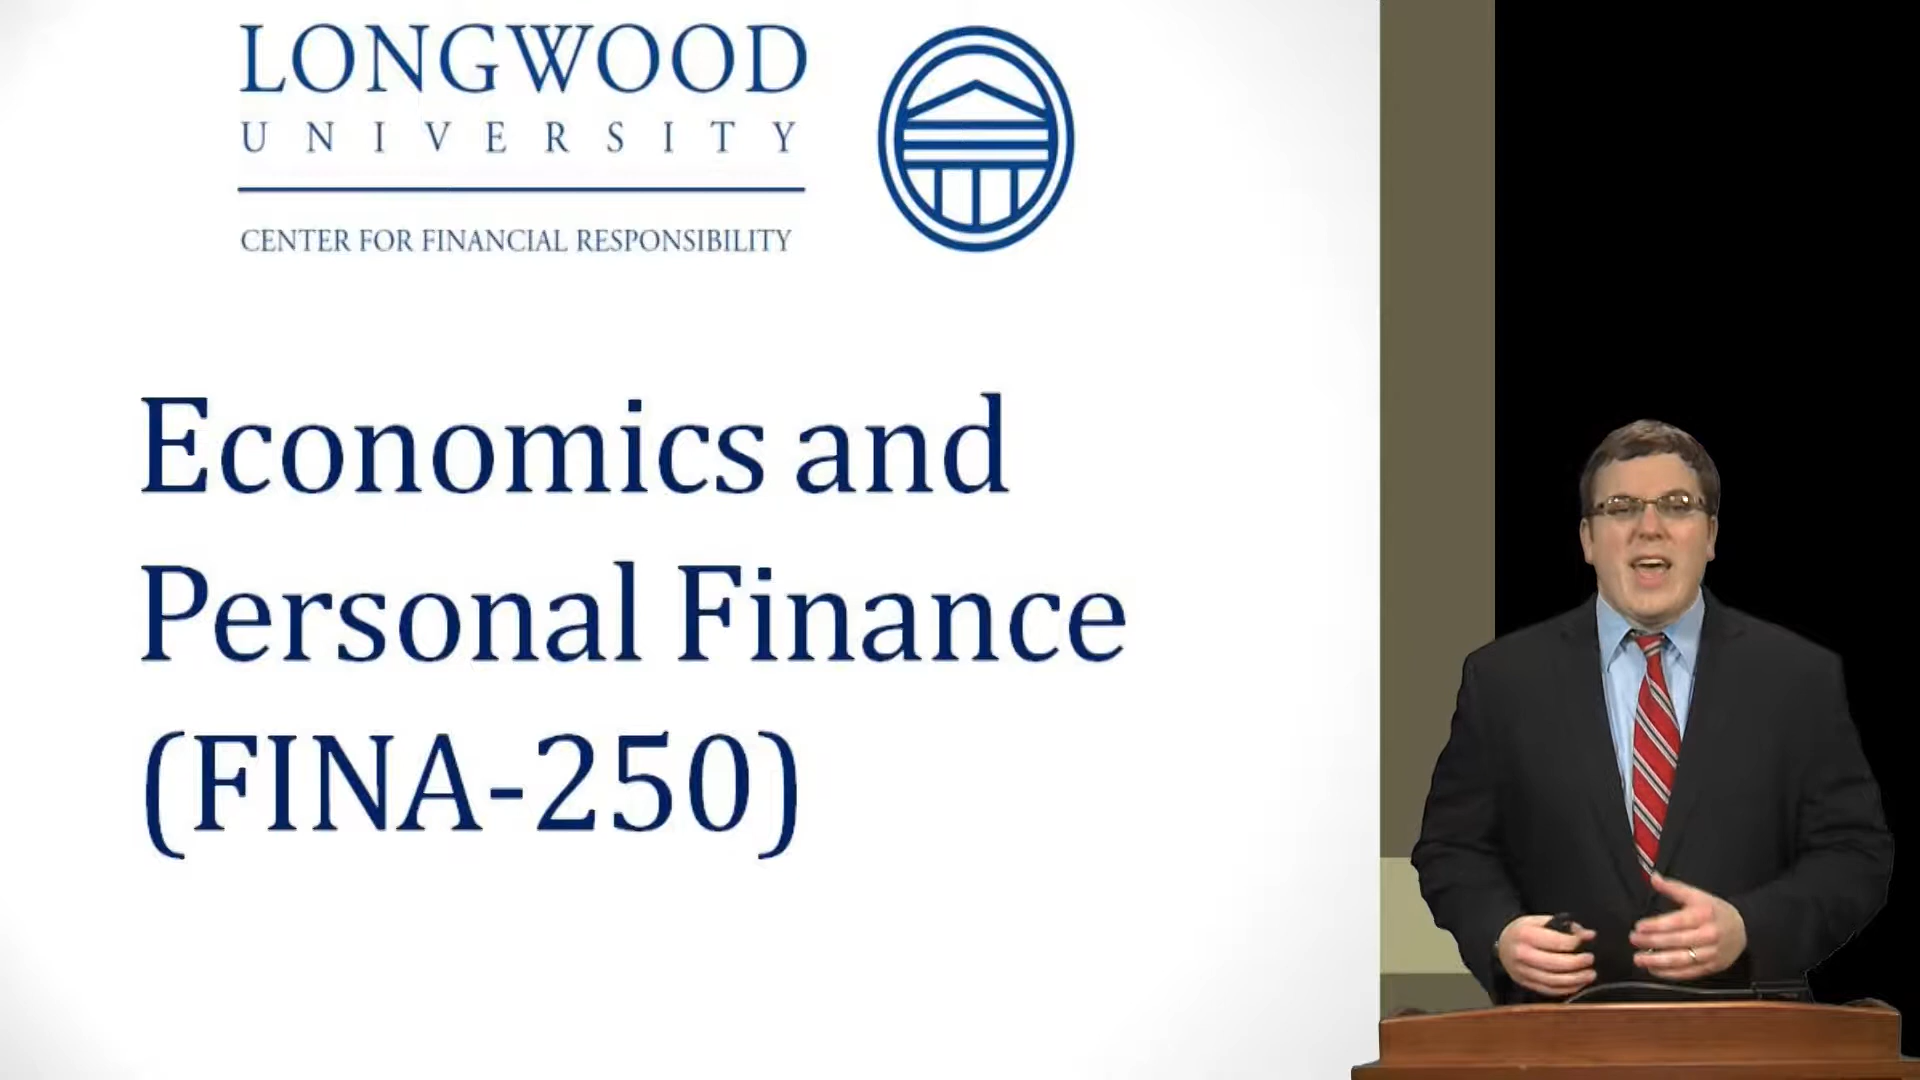 LONGWOOD
UNIVERSITY
CENTER FOR FINANCIAL RESPONSIBILITY
Economics and
Personal Finance
(FINA-250)